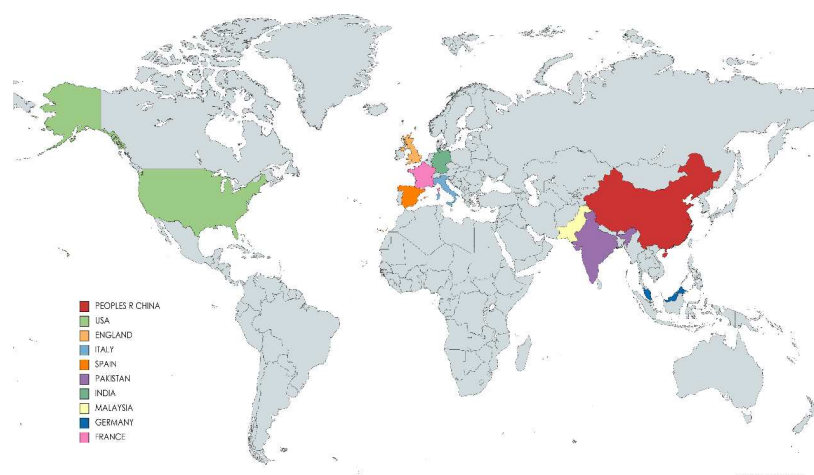 PEOPLES R CHINA
USA
ENGLAND
ITALY
SPAIN
PAKISTAN
INDIA
MALAYSIA
GERMANY
FRANCE